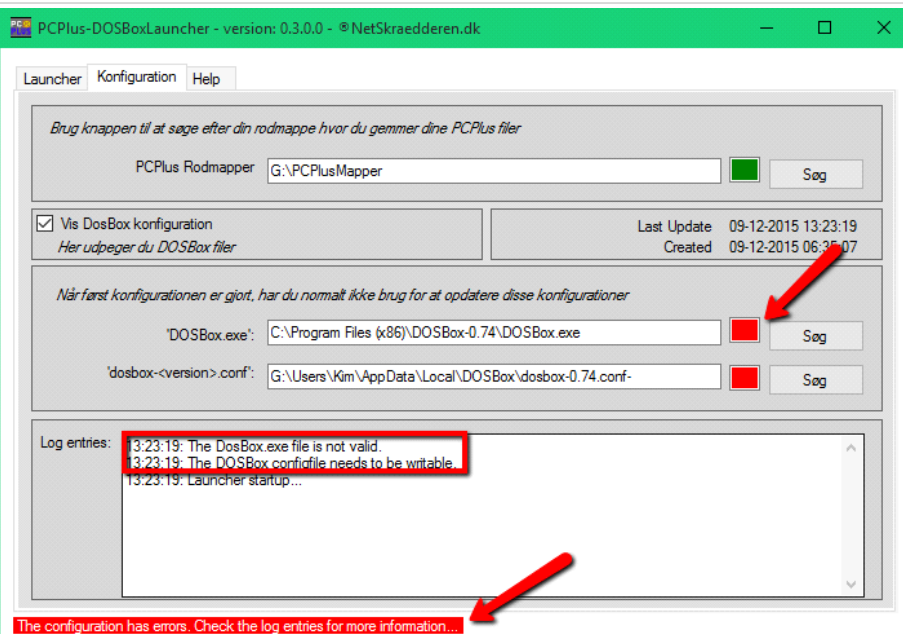 PCPlus-DOSBoxLauncher - version: 0.3.0.0 - ®NetSkraedderen.dk
Launcher Konfiguration Help
Brug knappen til at søge efter din rodmappe hvor du gemmer dine PCPlus filer
PCPlus Rodmapper G:\PCPlusMapper Søg
Vis DosBox konfiguration
Her udpeger du DOSBox filer
Last Update 09-12-2015 13:23:19
Created 09-12-2015 06:35:07
Når først konfigurationen er gjort, har du normalt ikke brug for at opdatere disse konfigurationer
'DOSBox.exe': C:\Program Files (x86)\DOSBox-0.74\DOSBox.exe Søg
'dosbox-<version>.conf': G:\Users\Kim\AppData\Local\DOSBox\dosbox-0.74.conf- Søg
Log entries: 13:23:19: The DosBox.exe file is not valid.
13:23:19: The DOSBox configfile needs to be writable.
13:23:19: Launcher startup...
The configuration has errors. Check the log entries for more information...